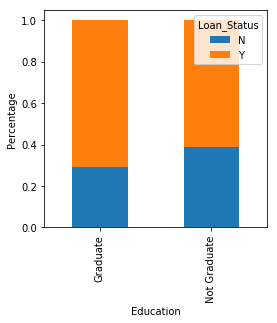 Loan_Status
N
Y
1.0
0.8
0.6
0.4
0.2
0.0
Percentage
Graduate
Not Graduate
Education